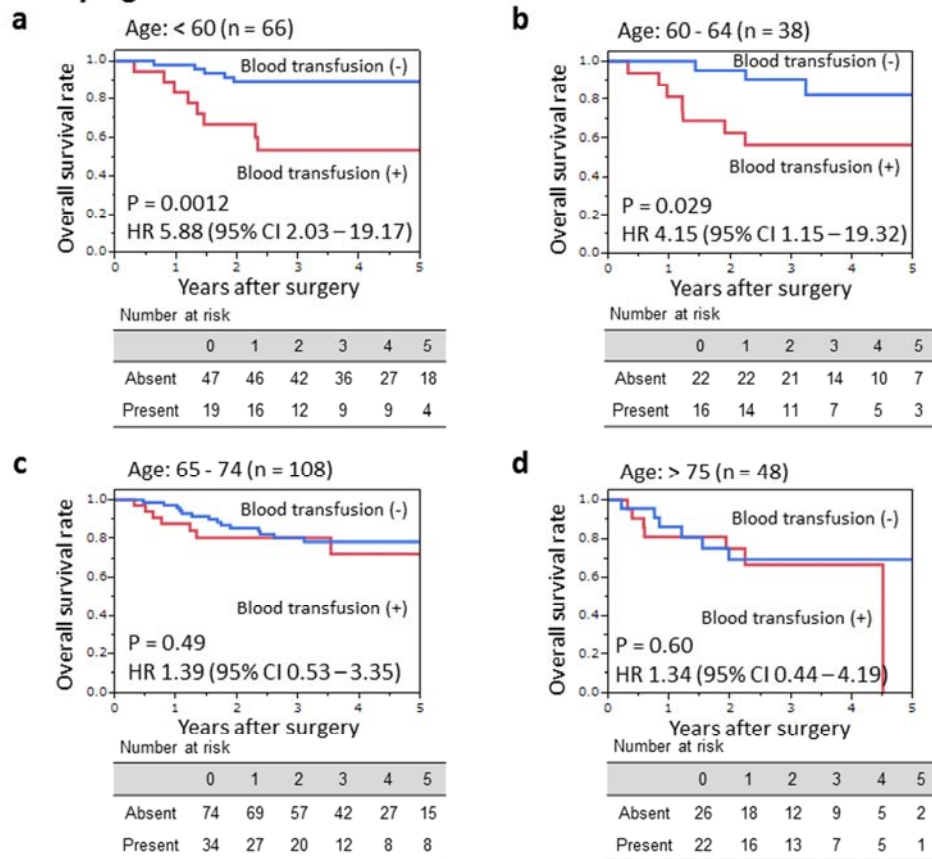 a
Age: < 60 (n = 66)
Overall survival rate
1.0
0.8
0.6
0.4
0.2
0.0
Blood transfusion (-)
Blood transfusion (+)
P = 0.0012
HR 5.88 (95% CI 2.03 – 19.17)
0 1 2 3 4 5
Years after surgery
Number at risk
0 1 2 3 4 5
Absent 47 46 42 36 27 18
Present 19 16 12 9 9 4
b
Age: 60 - 64 (n = 38)
Overall survival rate
1.0
0.8
0.6
0.4
0.2
0.0
Blood transfusion (-)
Blood transfusion (+)
P = 0.029
HR 4.15 (95% CI 1.15 – 19.32)
0 1 2 3 4 5
Years after surgery
Number at risk
0 1 2 3 4 5
Absent 22 22 21 14 10 7
Present 16 14 11 7 5 3
c
Age: 65 - 74 (n = 108)
Overall survival rate
1.0
0.8
0.6
0.4
0.2
0.0
Blood transfusion (-)
Blood transfusion (+)
P = 0.49
HR 1.39 (95% CI 0.53 – 3.35)
0 1 2 3 4 5
Years after surgery
Number at risk
0 1 2 3 4 5
Absent 74 69 57 42 27 15
Present 34 27 20 12 8 8
d
Age: > 75 (n = 48)
Overall survival rate
1.0
0.8
0.6
0.4
0.2
0.0
Blood transfusion (-)
Blood transfusion (+)
P = 0.60
HR 1.34 (95% CI 0.44 – 4.19)
0 1 2 3 4 5
Years after surgery
Number at risk
0 1 2 3 4 5
Absent 26 18 12 9 5 2
Present 22 16 13 7 5 1